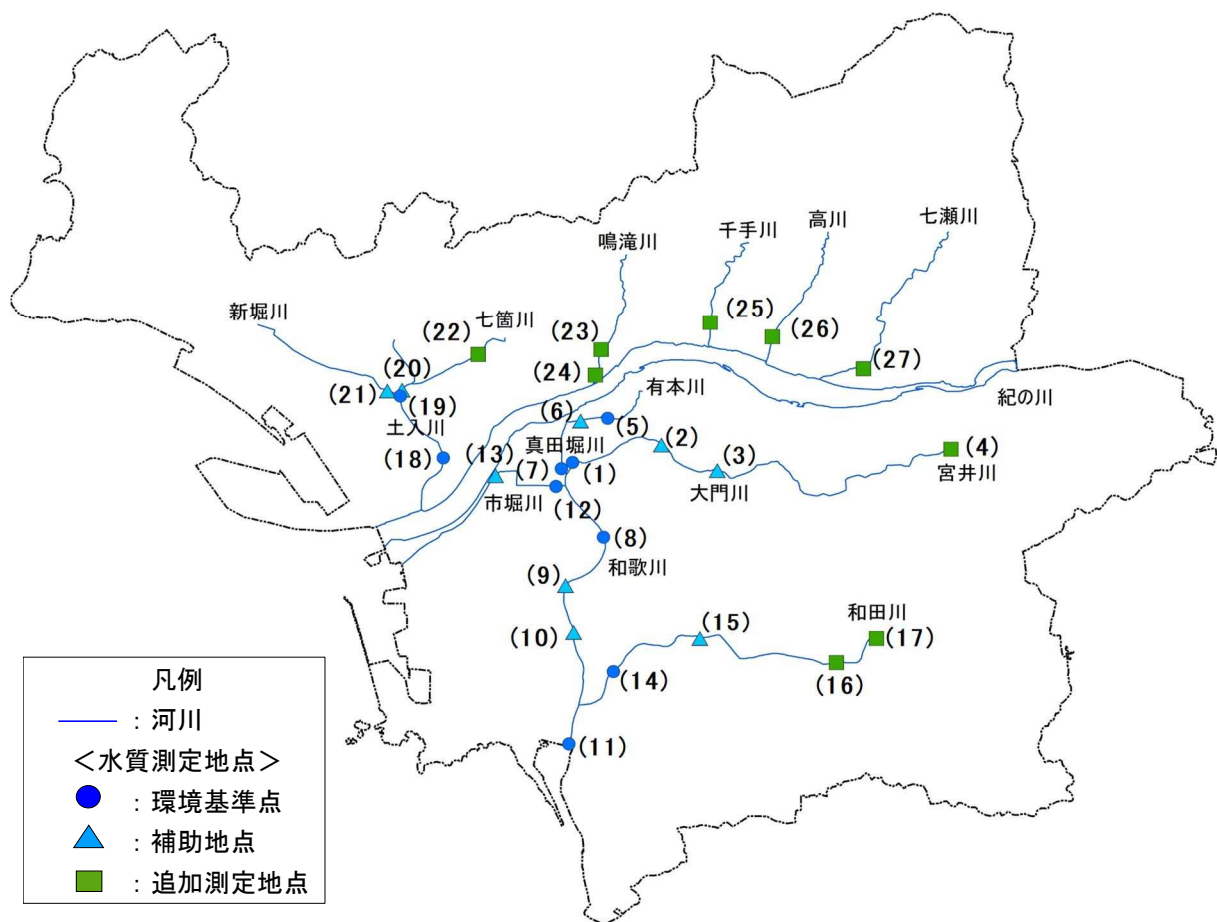 七瀬川
高川
千手川
鳴滝川
新堀川
七箇川
(22)
(23)
(25)
(26)
(24)
(27)
(20)
(21)
(19)
有本川
紀の川
土入川
(6)
(5)
真田堀川
(2)
(18)
(13)
(7)
(1)
(3)
(4)
宮井川
市堀川
大門川
(12)
(8)
和歌川
(9)
和田川
(10)
(15)
(17)
(14)
(16)
(11)
凡例
:河川
<水質測定地点>
:環境基準点
:補助地点
:追加測定地点